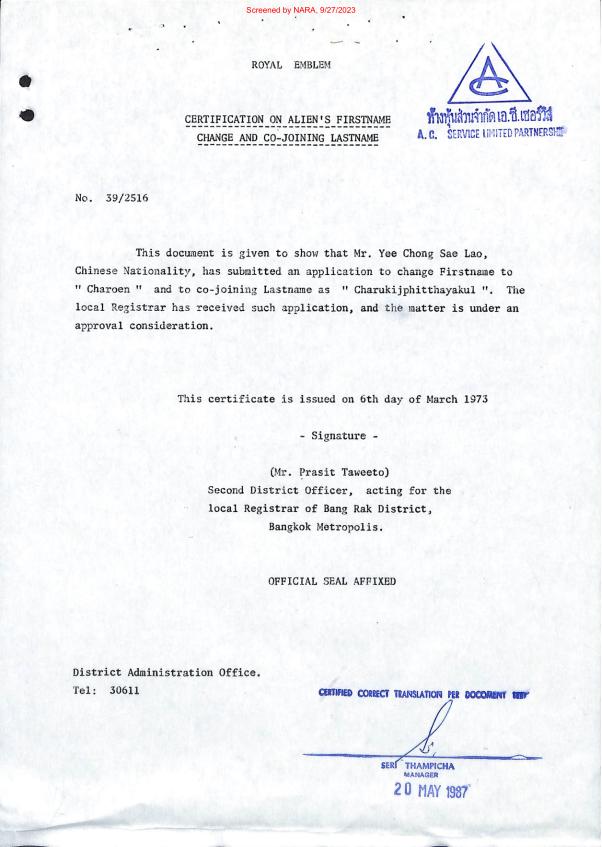 Screened by NARA, 9/27/2023
ROYAL EMBLEM
AC
ห้างหุ้นส่วนจำกัด เอ.ซี.เซอร์วิส
A. C. SERVICE LIMITED PARTNERSHIP
CERTIFICATION ON ALIEN'S FIRSTNAME
CHANGE AND CO-JOINING LASTNAME
No. 39/2516
This document is given to show that Mr. Yee Chong Sae Lao,
Chinese Nationality, has submitted an application to change Firstname to
" Charoen " and to co-joining Lastname as " Charukijphitthayakul ". The
local Registrar has received such application, and the matter is under an
approval consideration.
This certificate is issued on 6th day of March 1973
- Signature -
(Mr. Prasit Taweeto)
Second District Officer, acting for the
local Registrar of Bang Rak District,
Bangkok Metropolis.
OFFICIAL SEAL AFFIXED
District Administration Office.
Tel: 30611
CERTIFIED CORRECT TRANSLATION PER DOCUMENT
SERI THAMPICHA
MANAGER
20 MAY 1987